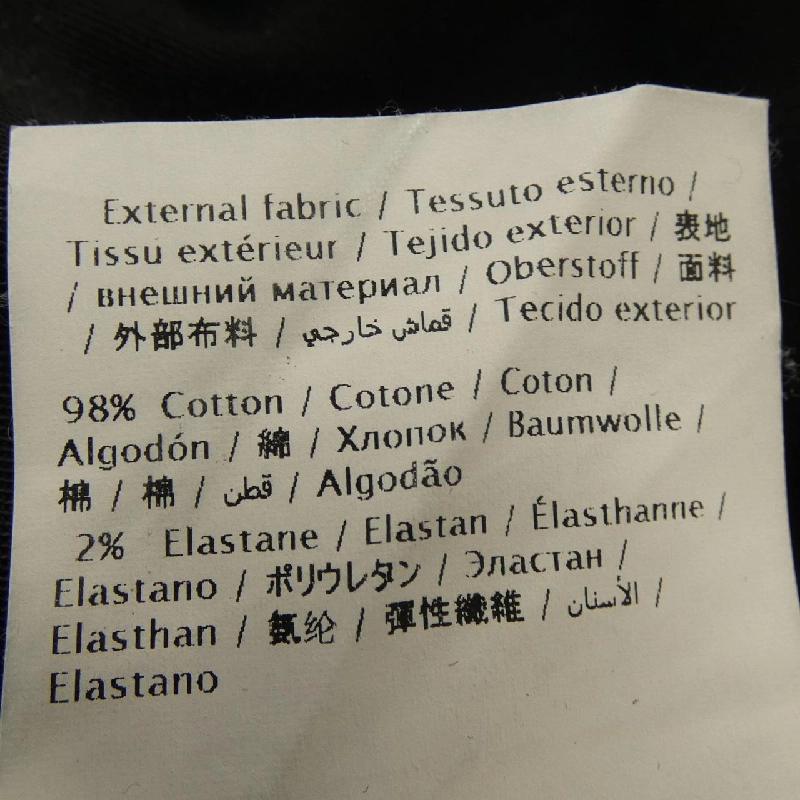 External fabric / Tessuto esterno /
Tissu extérieur / Tejido exterior / 表地
/ внешний материал / Oberstoff / 面料
/ 外部布料 / قماش خارجي / Tecido exterior
98% Cotton / Cotone / Coton /
Algodón / 綿 / Хлопок / Baumwolle /
棉 / 棉 / قطن / Algodão
2% Elastane / Elastan / Élasthanne /
Elastano / ポリウレタン / Эластан /
Elasthan / 氨纶 / 彈性纖維 / الأسنان /
Elastano